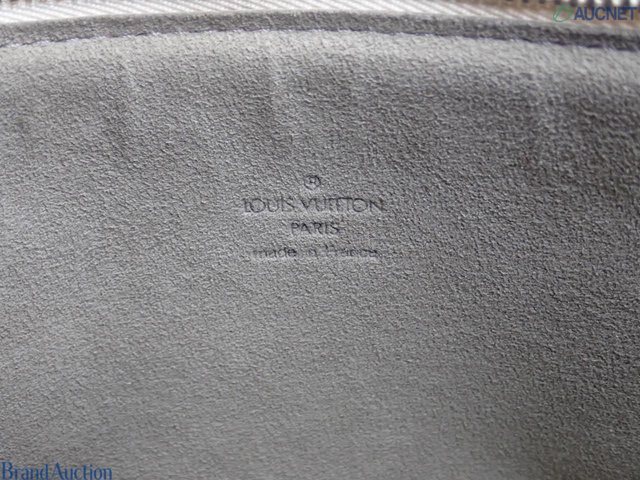 AUCNET
®
LOUIS VUITTON
PARIS
made in France
BrandAuction